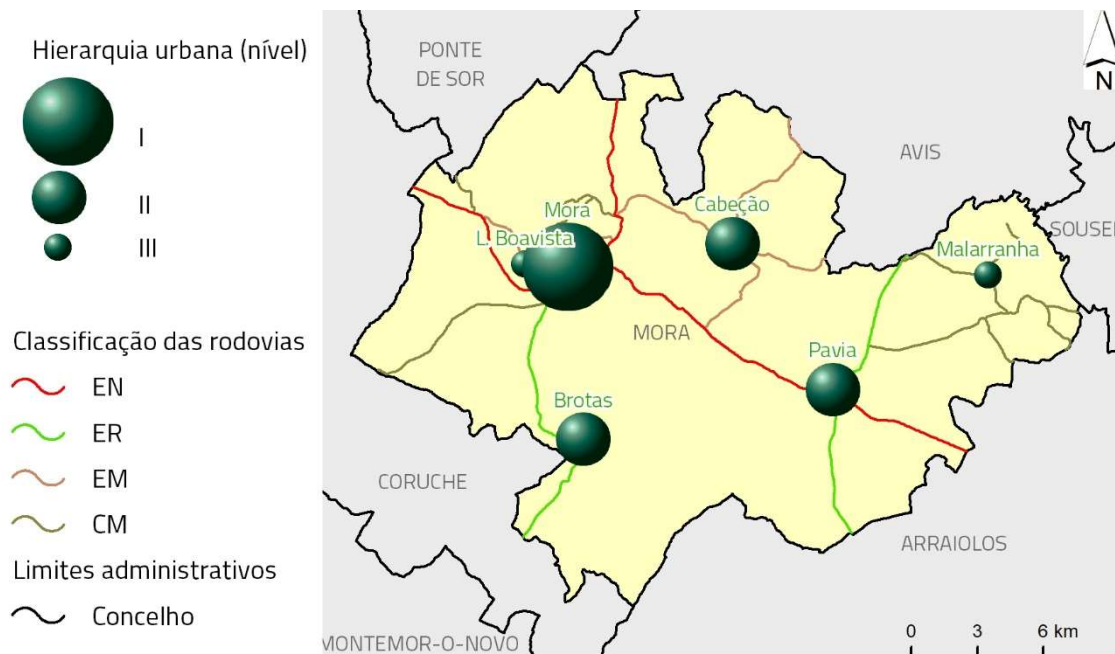 Hierarquia urbana (nível)
I
II
III
Classificação das rodovias
EN
ER
EM
CM
Limites administrativos
Concelho
PONTE
DE SOR
AVIS
N
Mora
Cabeção
SOUSEL
L. Boavista
Malarranha
MORA
Pavia
Brotas
CORUCHE
ARRAIOLOS
MONTEMOR-O-NOVO
0 3 6 km